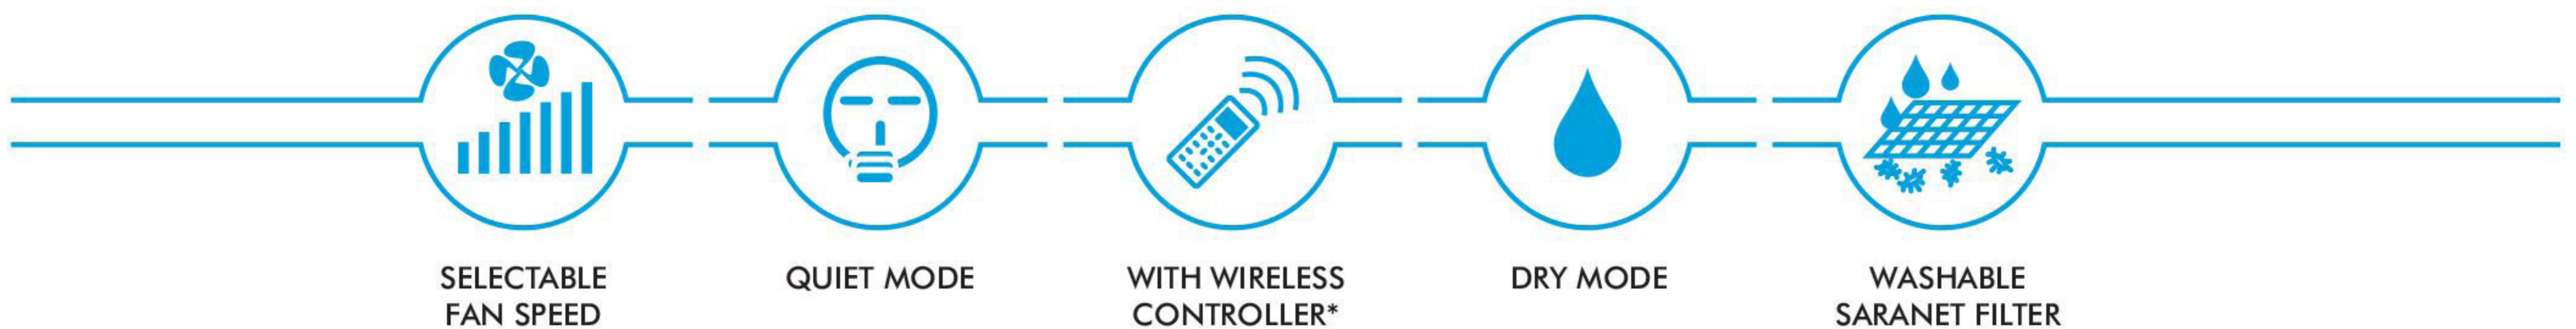 SELECTABLE
FAN SPEED
QUIET MODE
WITH WIRELESS
CONTROLLER*
DRY MODE
WASHABLE
SARANET FILTER